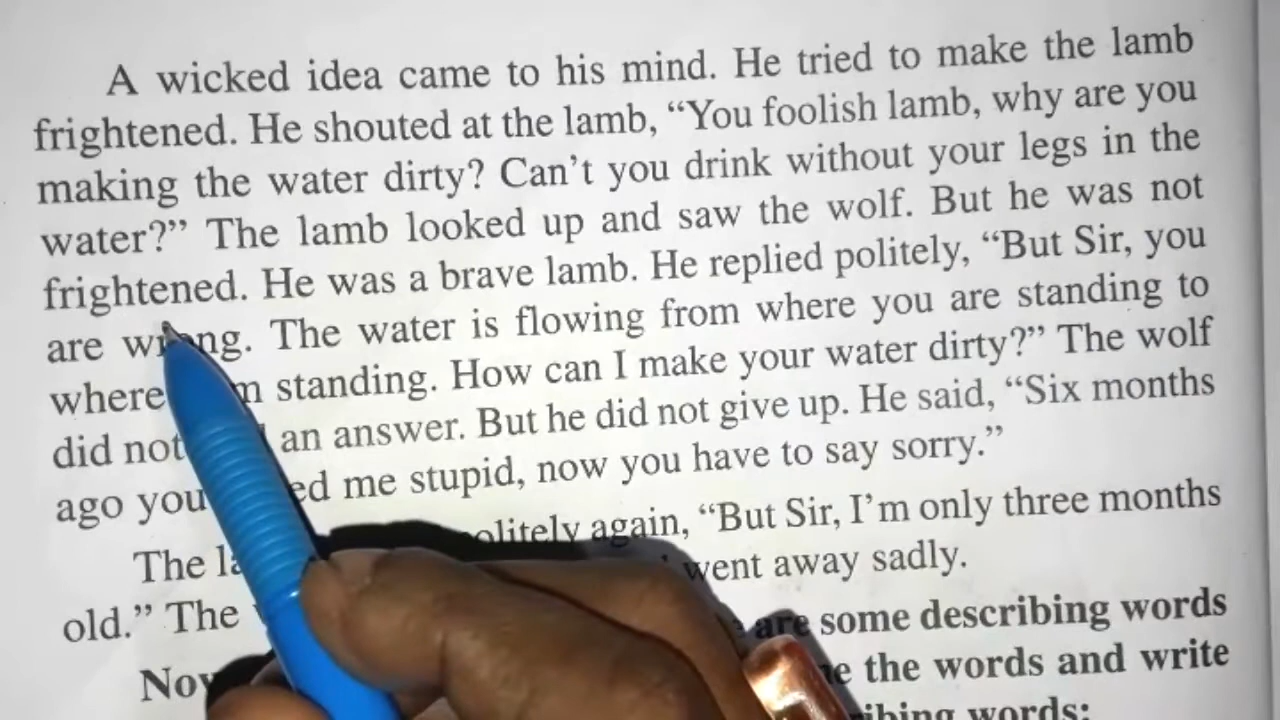 A wicked idea came to his mind. He tried to make the lamb
frightened. He shouted at the lamb, “You foolish lamb, why are you
making the water dirty? Can’t you drink without your legs in the
water?” The lamb looked up and saw the wolf. But he was not
frightened. He was a brave lamb. He replied politely, “But Sir, you
are wrong. The water is flowing from where you are standing to
where standing. How can I make your water dirty?” The wolf
did not an answer. But he did not give up. He said, “Six months
ago you me stupid, now you have to say sorry.”
The politely again, “But Sir, I’m only three months
old.” The went away sadly.
are some describing words
the words and write
words: